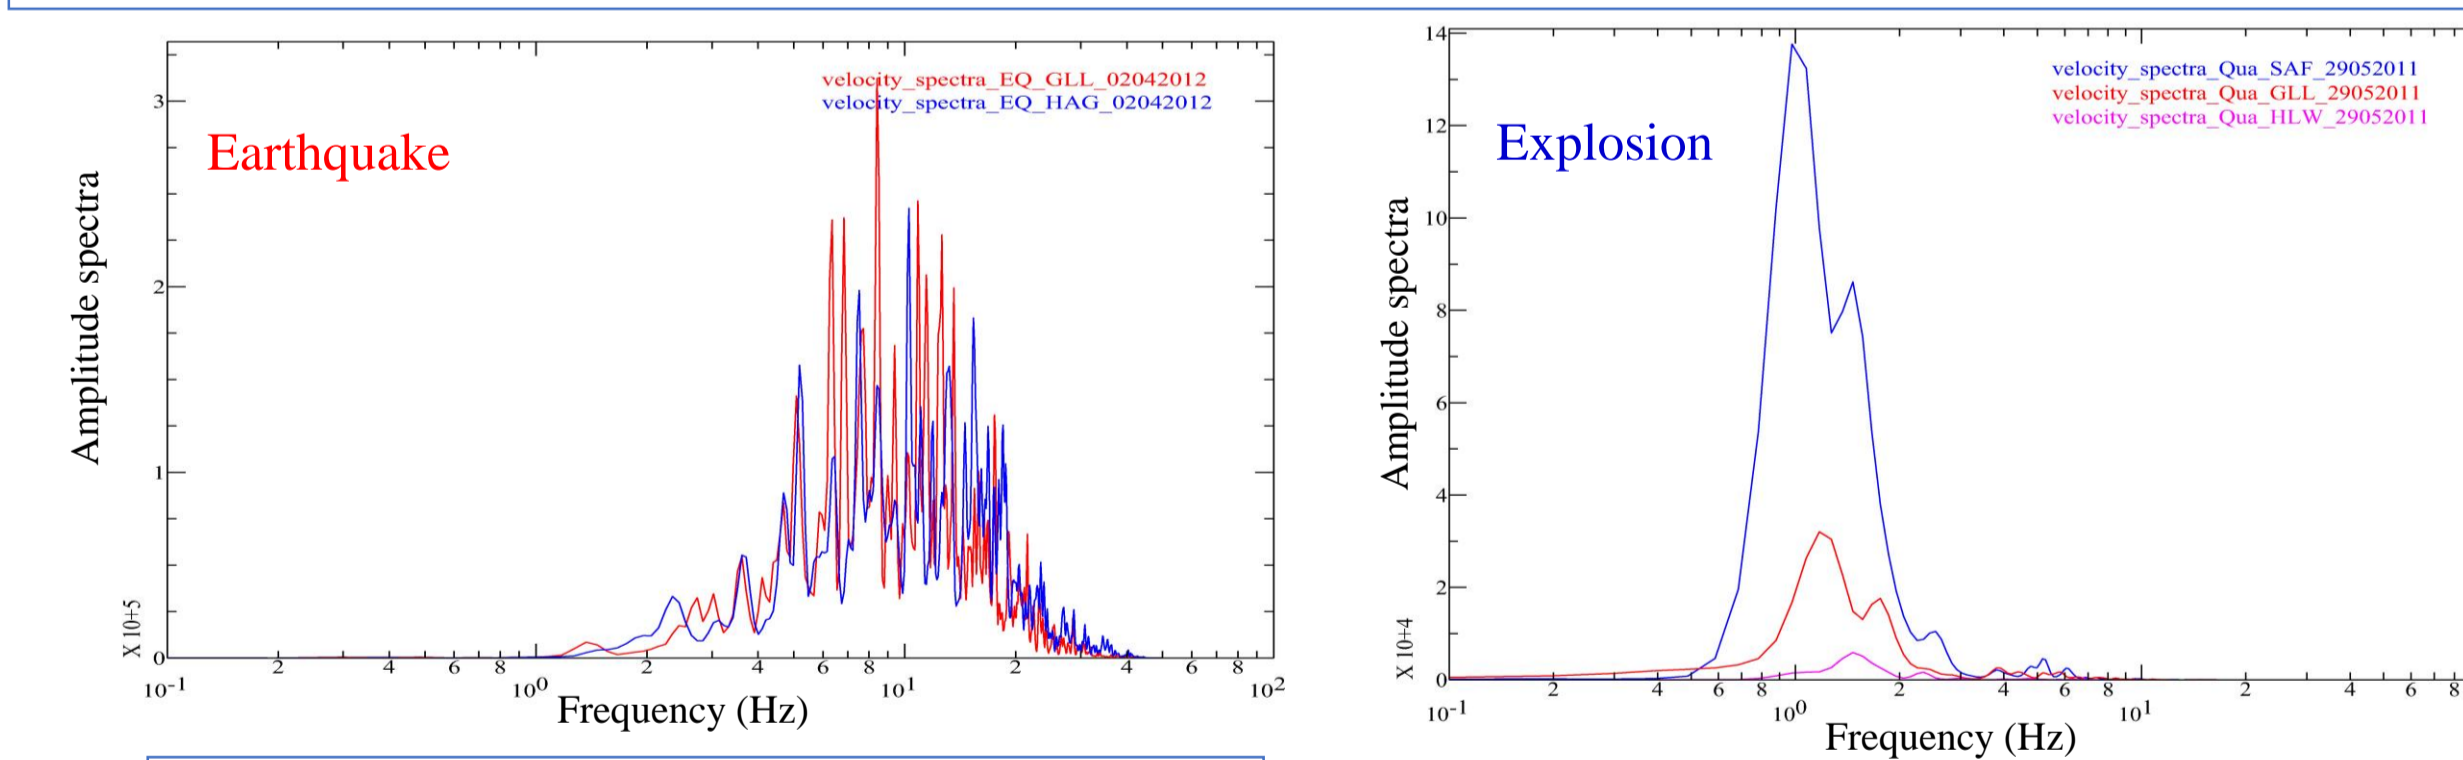 velocity_spectra_EQ_GLL_02042012
velocity_spectra_EQ_HAG_02042012
Earthquake
Amplitude spectra
X 10+5
3
2
1
0
2 4 6 8 2 4 6 8 2 4 6 8
10-1 100 101 102
Frequency (Hz)
velocity_spectra_Qua_SAF_29052011
velocity_spectra_Qua_GLL_29052011
velocity_spectra_Qua_HLW_29052011
Explosion
Amplitude spectra
X 10+4
14
12
10
8
6
4
2
0
2 4 6 8 2 4 6 8 2 4 6 8
10-1 100 101
Frequency (Hz)